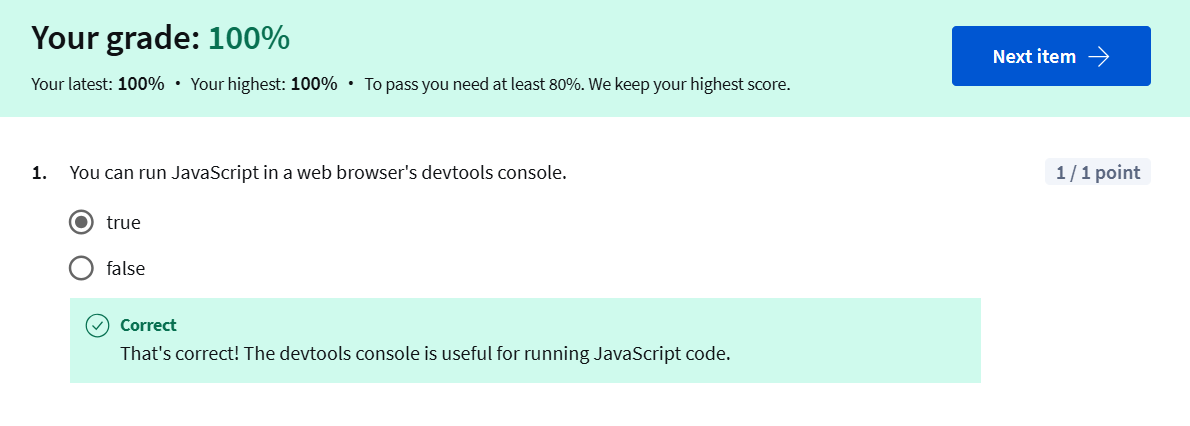 Your grade: 100%
Next item
Your latest: 100% • Your highest: 100% • To pass you need at least 80%. We keep your highest score.
1. You can run JavaScript in a web browser's devtools console.
1 / 1 point
true
false
Correct
That's correct! The devtools console is useful for running JavaScript code.